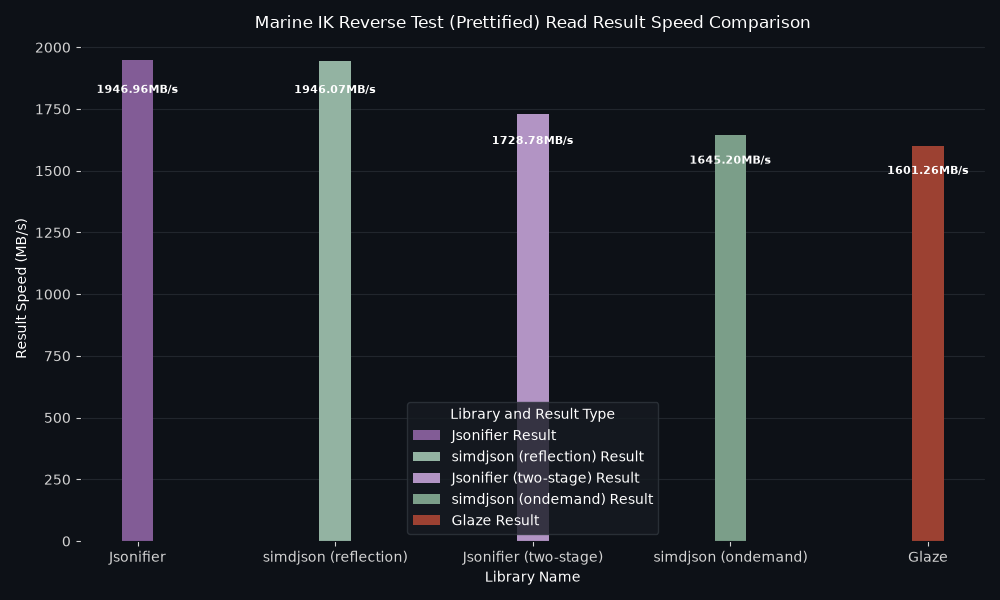 Marine IK Reverse Test (Prettified) Read Result Speed Comparison
2000
1750
1500
1250
1000
750
500
250
0
Result Speed (MB/s)
1946.96MB/s
1946.07MB/s
1728.78MB/s
1645.20MB/s
1601.26MB/s
Library and Result Type
Jsonifier Result
simdjson (reflection) Result
Jsonifier (two-stage) Result
simdjson (ondemand) Result
Glaze Result
Jsonifier
simdjson (reflection)
Jsonifier (two-stage)
simdjson (ondemand)
Glaze
Library Name